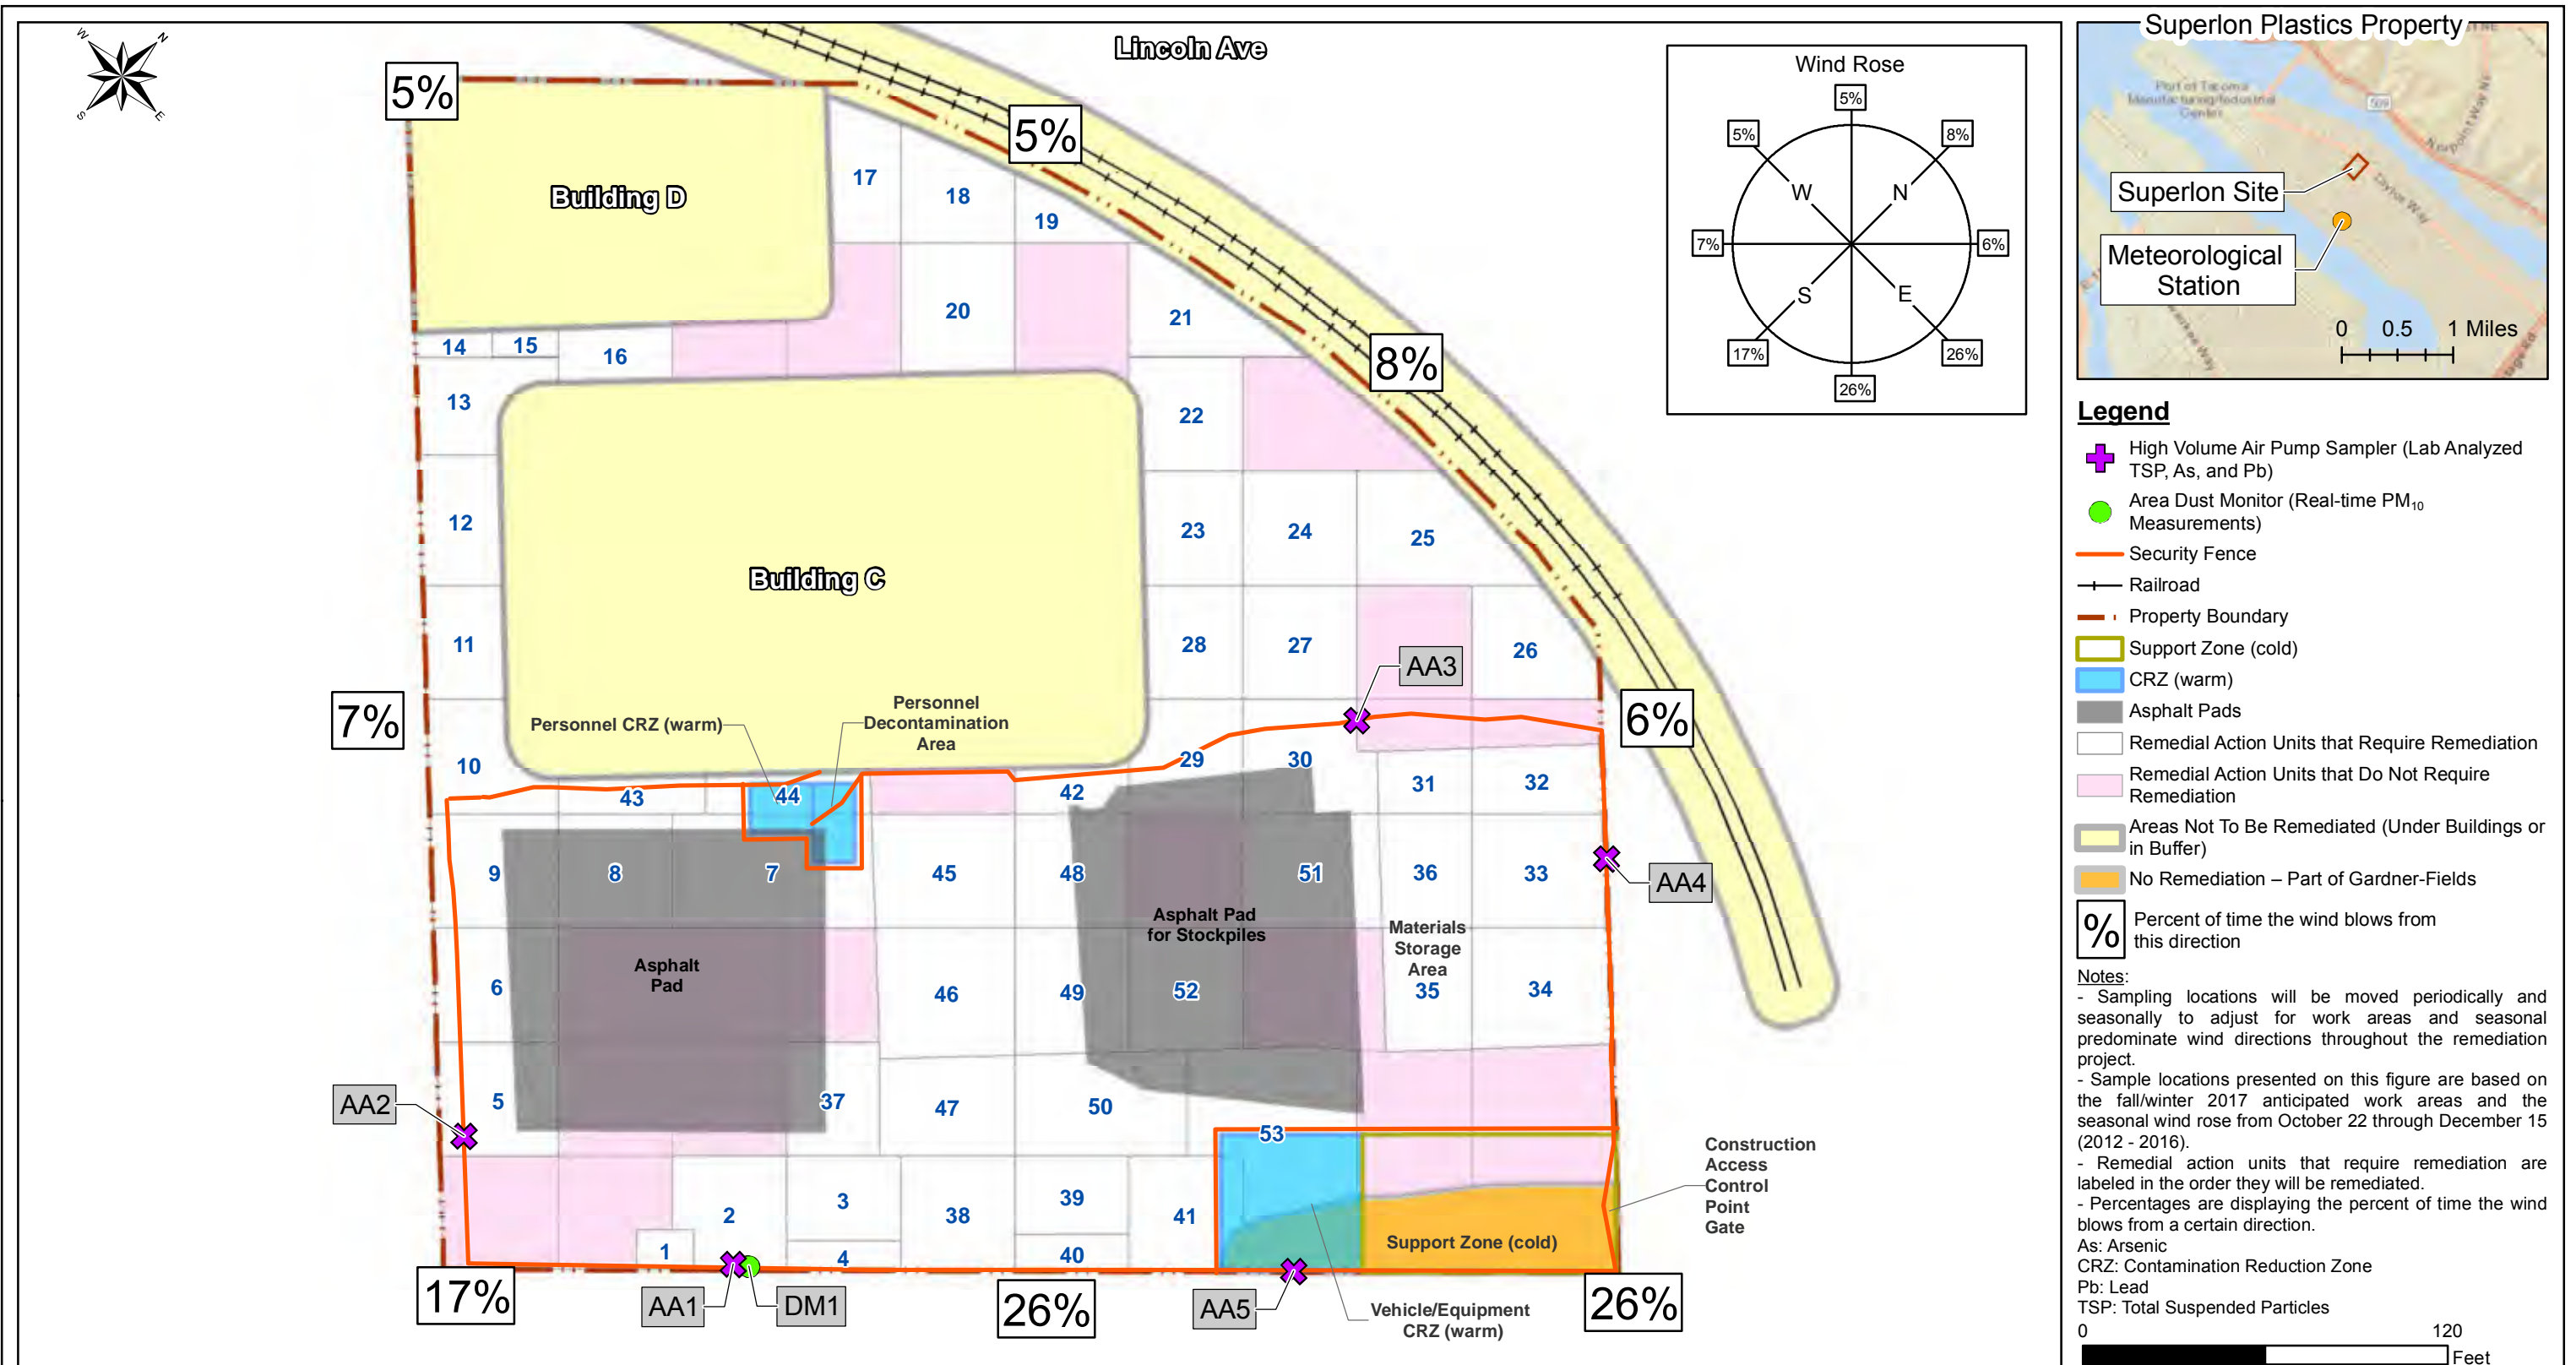 W
N
S
E
Lincoln Ave
5%
5%
8%
7%
6%
17%
26%
26%
Building D
Building C
17
18
19
20
21
14
15
16
13
22
12
23
24
25
11
28
27
26
AA3
Personnel CRZ (warm)
Personnel
Decontamination
Area
10
29
30
31
32
43
44
42
9
8
7
45
48
51
36
33
AA4
Asphalt Pad
for Stockpiles
Materials
Storage
Area
Asphalt
Pad
6
46
49
52
35
34
AA2
5
37
47
50
53
Construction
Access
Control
Point
Gate
2
3
38
39
41
1
4
40
Support Zone (cold)
AA1
DM1
AA5
Vehicle/Equipment
CRZ (warm)
Wind Rose
5%
5%
8%
W
N
7%
6%
S
E
17%
26%
26%
Superlon Plastics Property
Port of Tacoma
Manufacturing/Industrial
Center
509
Norpoint Way NE
Taylor Way
Superlon Site
Meteorological
Station
0 0.5 1 Miles
Legend
High Volume Air Pump Sampler (Lab Analyzed
TSP, As, and Pb)
Area Dust Monitor (Real-time PM10
Measurements)
Security Fence
Railroad
Property Boundary
Support Zone (cold)
CRZ (warm)
Asphalt Pads
Remedial Action Units that Require Remediation
Remedial Action Units that Do Not Require
Remediation
Areas Not To Be Remediated (Under Buildings or
in Buffer)
No Remediation – Part of Gardner-Fields
%
Percent of time the wind blows from
this direction
Notes:
- Sampling locations will be moved periodically and
seasonally to adjust for work areas and seasonal
predominate wind directions throughout the remediation
project.
- Sample locations presented on this figure are based on
the fall/winter 2017 anticipated work areas and the
seasonal wind rose from October 22 through December 15
(2012 - 2016).
- Remedial action units that require remediation are
labeled in the order they will be remediated.
- Percentages are displaying the percent of time the wind
blows from a certain direction.
As: Arsenic
CRZ: Contamination Reduction Zone
Pb: Lead
TSP: Total Suspended Particles
0 120
Feet